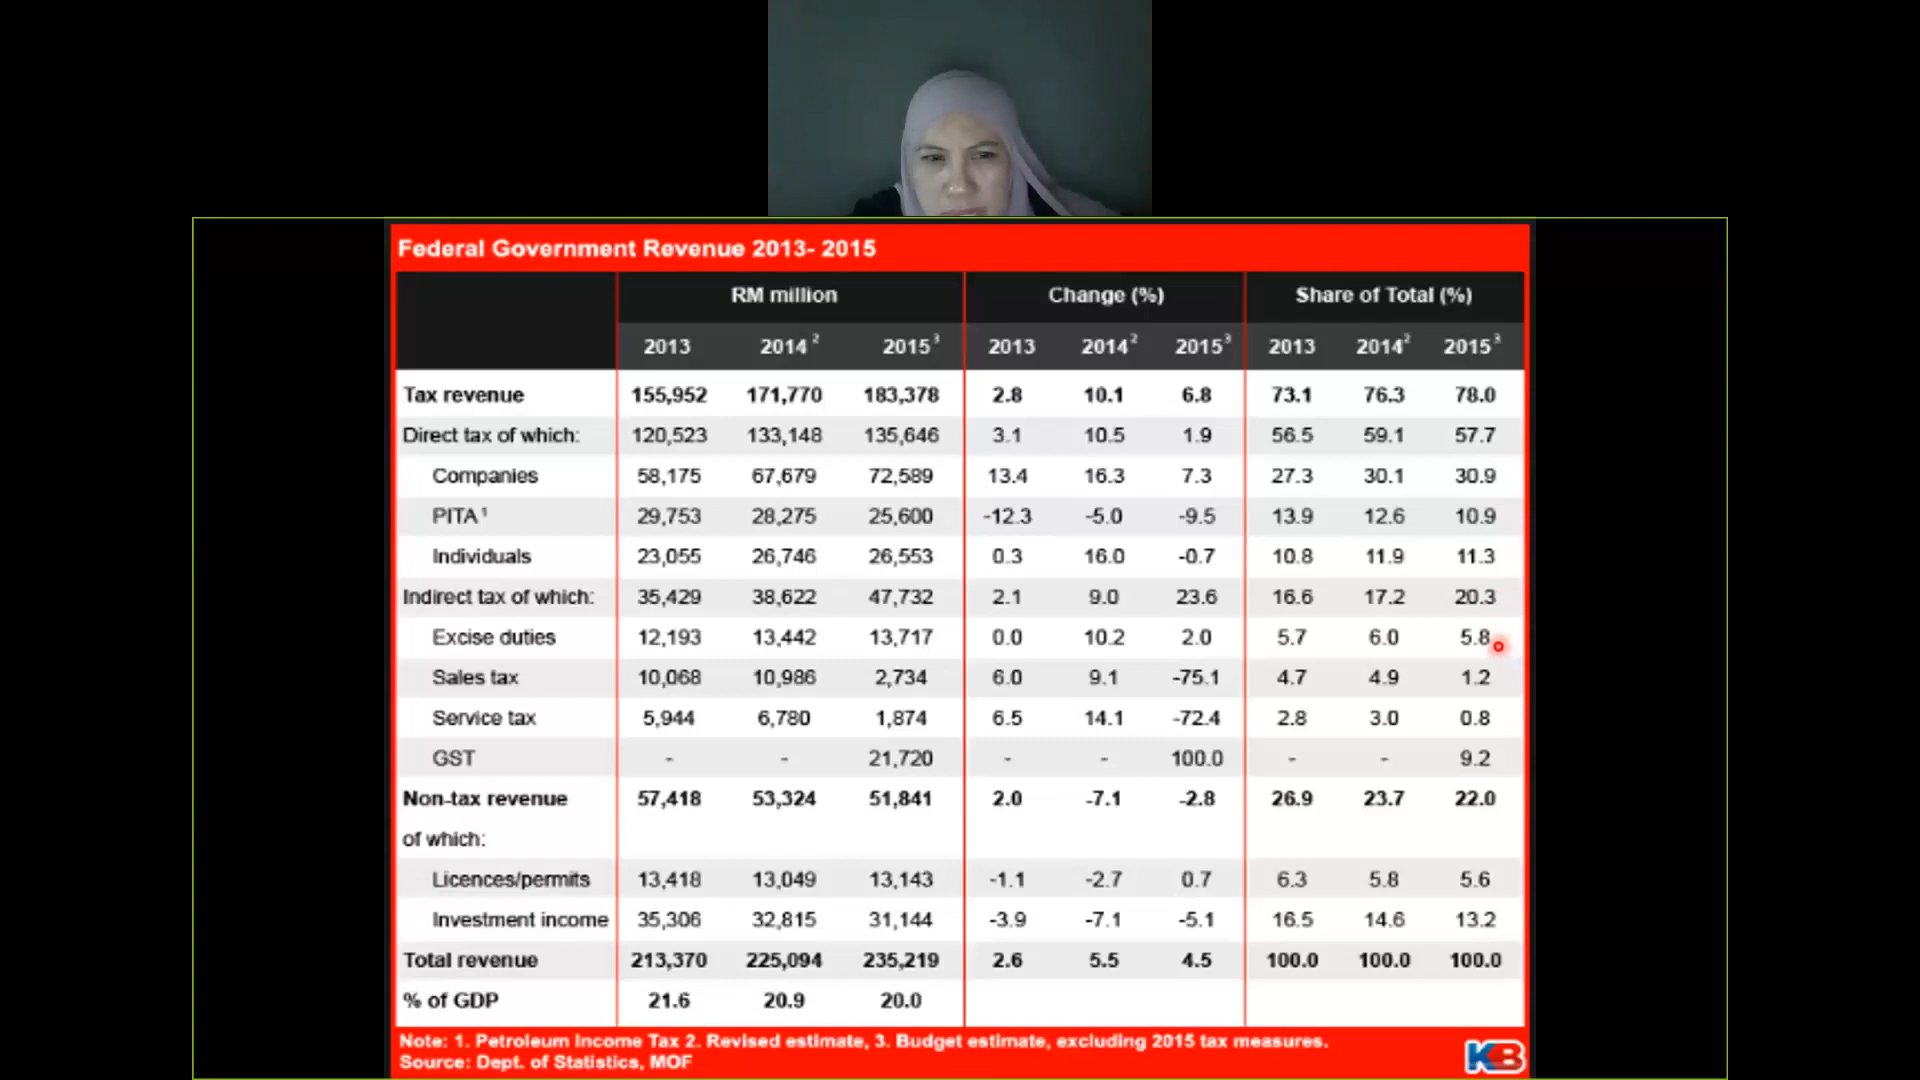 Federal Government Revenue 2013- 2015
RM million Change (%) Share of Total (%)
2013 2014² 2015³ 2013 2014² 2015³ 2013 2014² 2015³
Tax revenue 155,952 171,770 183,378 2.8 10.1 6.8 73.1 76.3 78.0
Direct tax of which: 120,523 133,148 135,646 3.1 10.5 1.9 56.5 59.1 57.7
Companies 58,175 67,679 72,589 13.4 16.3 7.3 27.3 30.1 30.9
PITA¹ 29,753 28,275 25,600 -12.3 -5.0 -9.5 13.9 12.6 10.9
Individuals 23,055 26,746 26,553 0.3 16.0 -0.7 10.8 11.9 11.3
Indirect tax of which: 35,429 38,622 47,732 2.1 9.0 23.6 16.6 17.2 20.3
Excise duties 12,193 13,442 13,717 0.0 10.2 2.0 5.7 6.0 5.8
Sales tax 10,068 10,986 2,734 6.0 9.1 -75.1 4.7 4.9 1.2
Service tax 5,944 6,780 1,874 6.5 14.1 -72.4 2.8 3.0 0.8
GST - - 21,720 - - 100.0 - - 9.2
Non-tax revenue 57,418 53,324 51,841 2.0 -7.1 -2.8 26.9 23.7 22.0
of which:
Licences/permits 13,418 13,049 13,143 -1.1 -2.7 0.7 6.3 5.8 5.6
Investment income 35,306 32,815 31,144 -3.9 -7.1 -5.1 16.5 14.6 13.2
Total revenue 213,370 225,094 235,219 2.6 5.5 4.5 100.0 100.0 100.0
% of GDP 21.6 20.9 20.0
Note: 1. Petroleum Income Tax 2. Revised estimate, 3. Budget estimate, excluding 2015 tax measures.
Source: Dept. of Statistics, MOF
KB